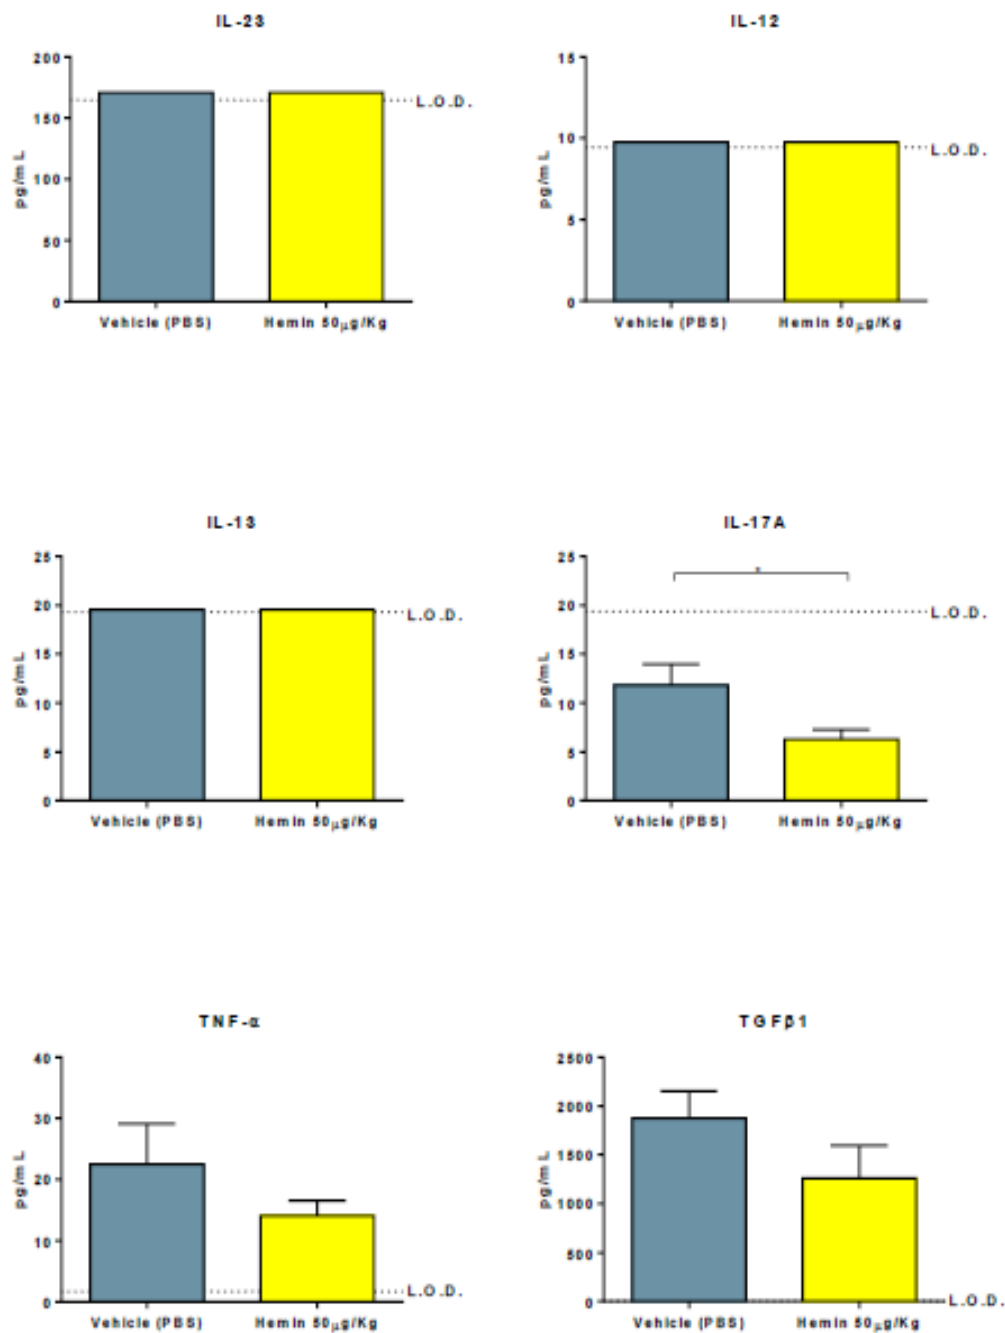 IL-23
200
150
100
50
0
pg/mL
L.O.D.
Vehicle (PBS)
Hemin 50µg/Kg
IL-12
15
10
5
0
pg/mL
L.O.D.
Vehicle (PBS)
Hemin 50µg/Kg
IL-13
25
20
15
10
5
0
pg/mL
L.O.D.
Vehicle (PBS)
Hemin 50µg/Kg
IL-17A
25
20
15
10
5
0
pg/mL
*
L.O.D.
Vehicle (PBS)
Hemin 50µg/Kg
TNF-α
40
30
20
10
0
pg/mL
L.O.D.
Vehicle (PBS)
Hemin 50µg/Kg
TGFβ1
2500
2000
1500
1000
500
0
pg/mL
L.O.D.
Vehicle (PBS)
Hemin 50µg/Kg